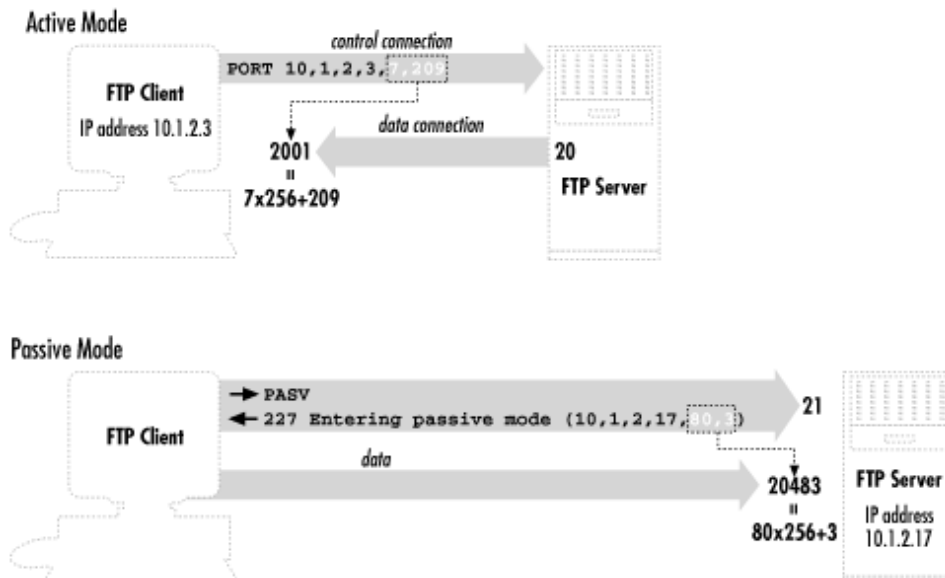 Active Mode
control connection
PORT 10,1,2,3,7,209
FTP Client
IP address 10.1.2.3
data connection
2001
=
7x256+209
20
FTP Server
Passive Mode
PASV
227 Entering passive mode (10,1,2,17,80,3)
21
FTP Client
data
20483
=
80x256+3
FTP Server
IP address
10.1.2.17